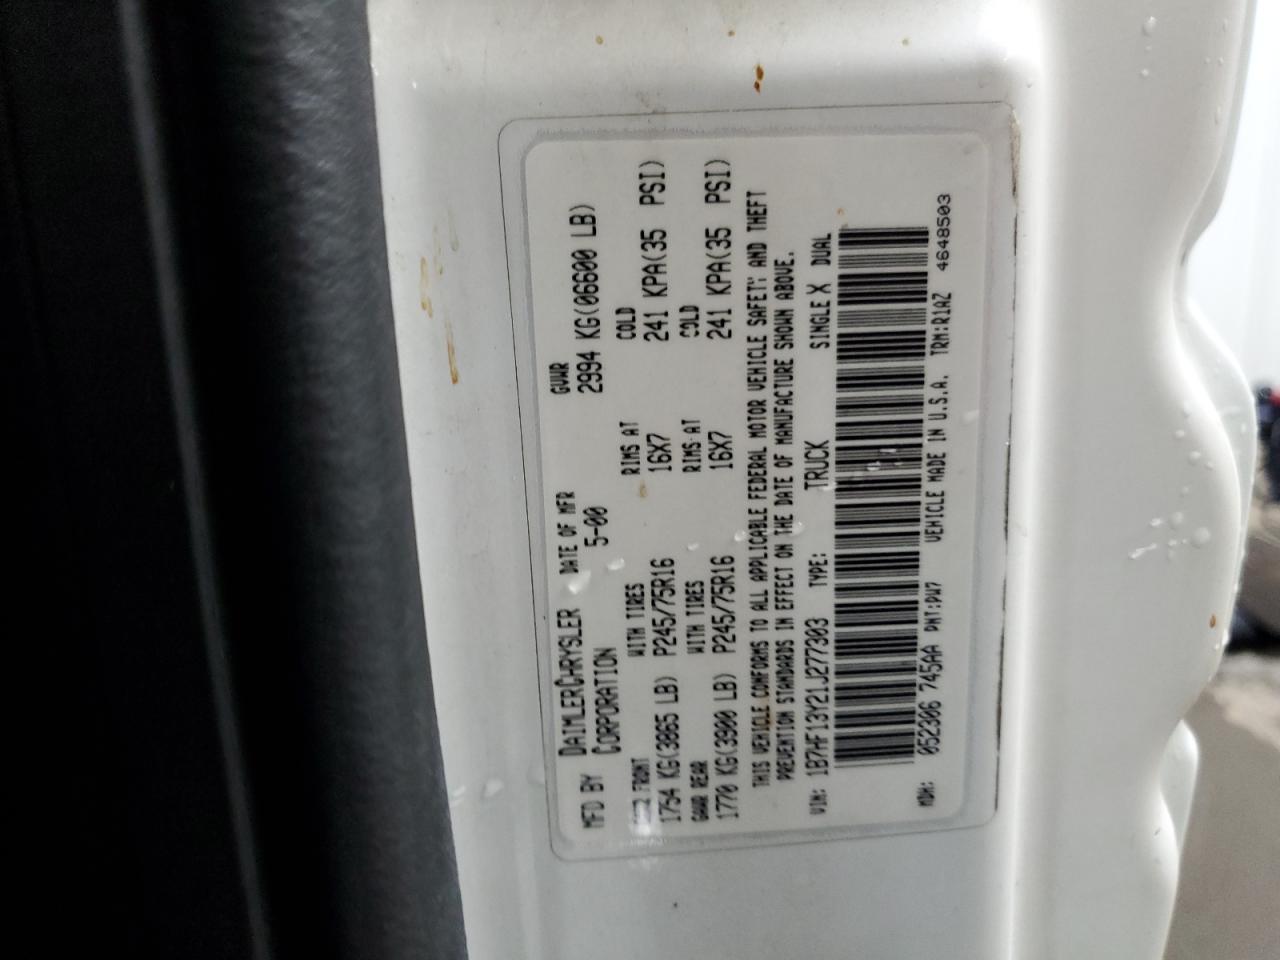 MFD BY DAIMLERCHRYSLER CORPORATION DATE OF MFR 5-00 GVWR 2994 KG(06600 LB)
FRONT WITH TIRES RIMS AT COLD
1754 KG(3865 LB) P245/75R16 16X7 241 KPA(35 PSI)
GAWR REAR WITH TIRES RIMS AT COLD
1770 KG(3900 LB) P245/75R16 16X7 241 KPA(35 PSI)
THIS VEHICLE CONFORMS TO ALL APPLICABLE FEDERAL MOTOR VEHICLE SAFETY, AND THEFT
PREVENTION STANDARDS IN EFFECT ON THE DATE OF MANUFACTURE SHOWN ABOVE.
VIN: 1B7HF13Y21J277303 TYPE: TRUCK SINGLE X DUAL
MDH: 052306 745AA PNT:PW7 VEHICLE MADE IN U.S.A. TRM:R1AZ 4648503